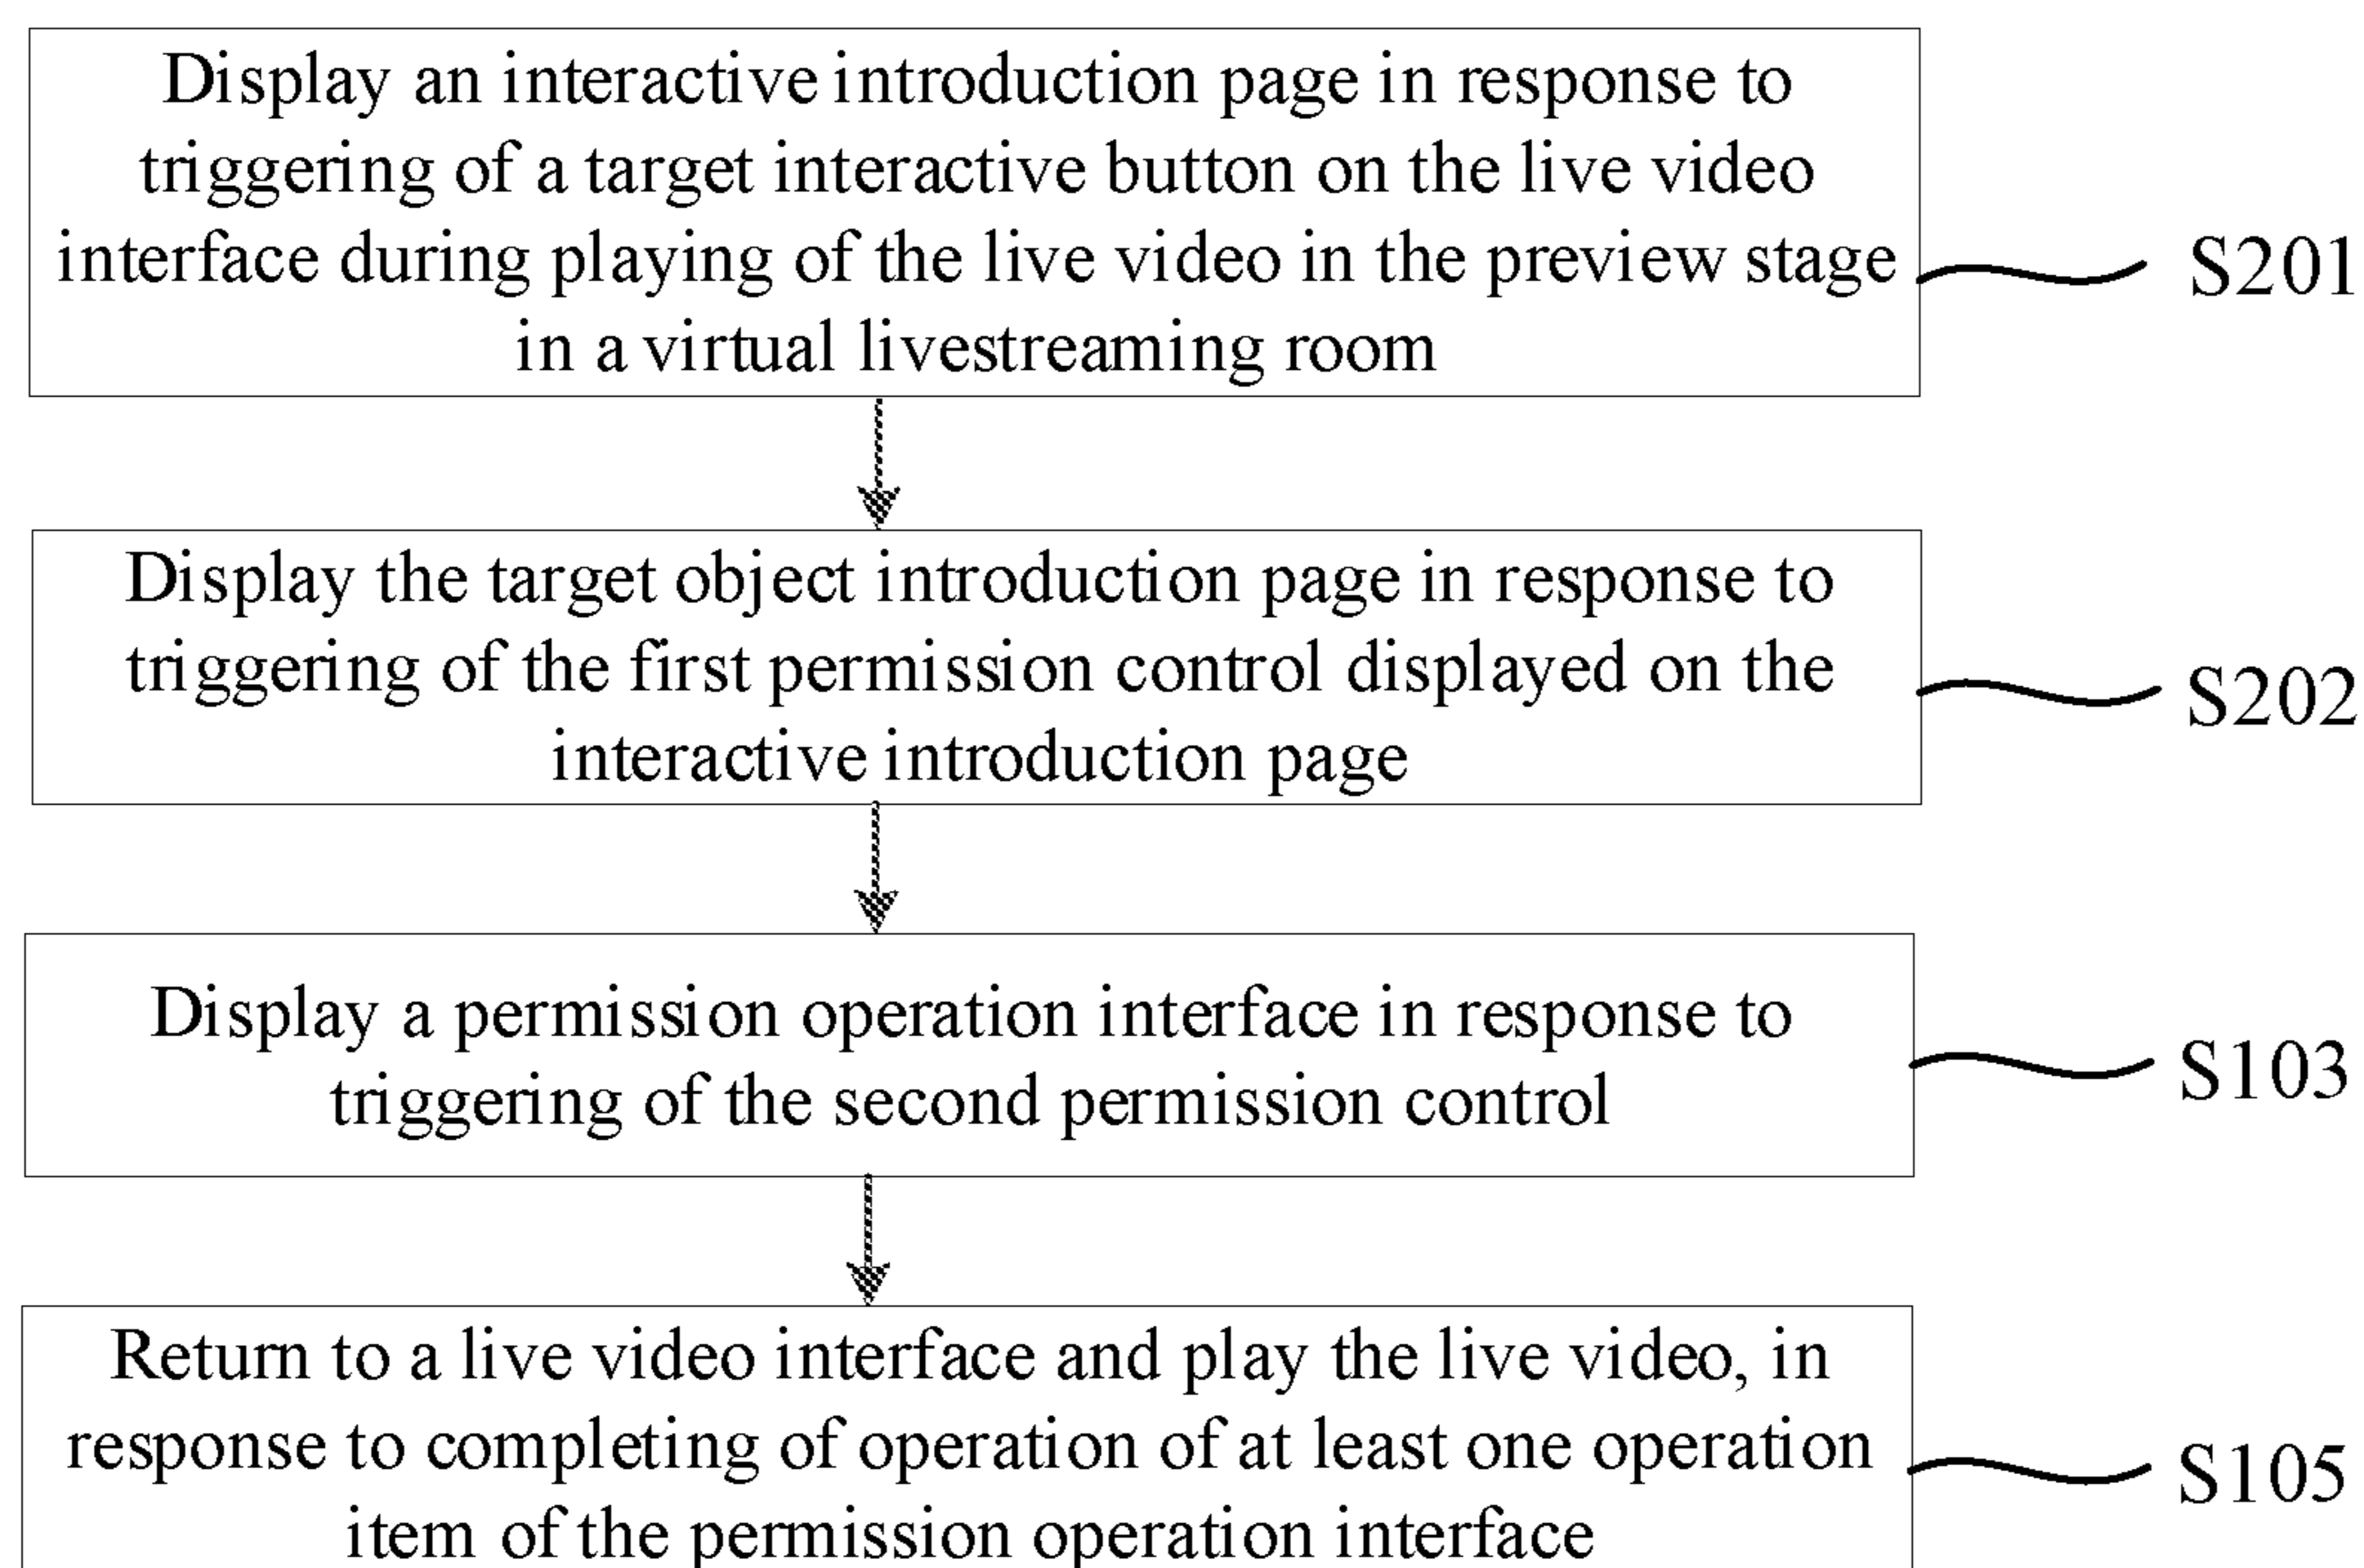 Display an interactive introduction page in response to
triggering of a target interactive button on the live video
interface during playing of the live video in the preview stage
in a virtual livestreaming room
S201
Display the target object introduction page in response to
triggering of the first permission control displayed on the
interactive introduction page
S202
Display a permission operation interface in response to
triggering of the second permission control
S103
Return to a live video interface and play the live video, in
response to completing of operation of at least one operation
item of the permission operation interface
S105